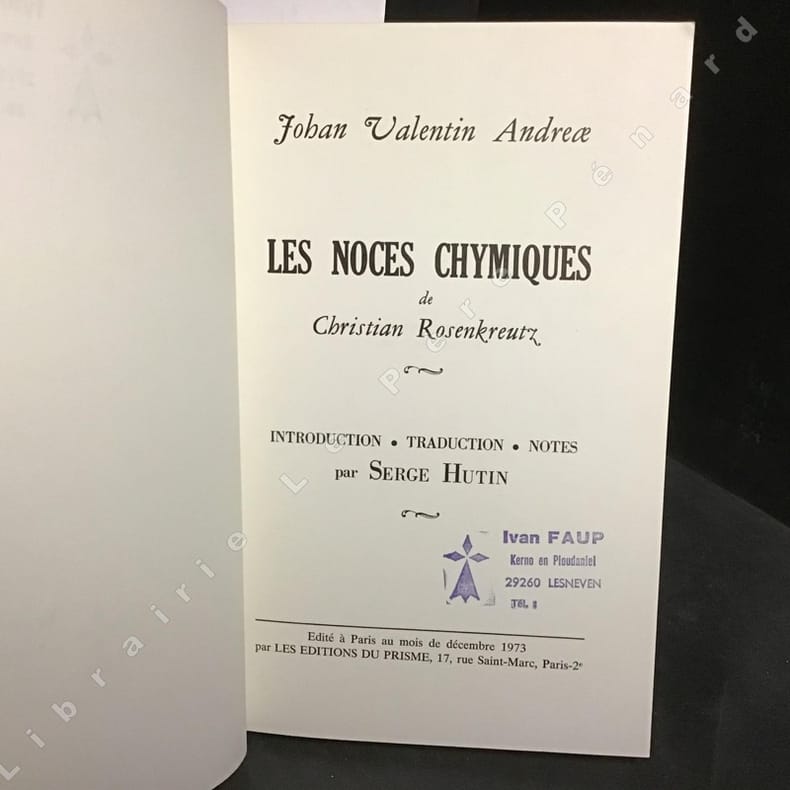 Johan Valentin Andreæ
LES NOCES CHYMIQUES
de
Christian Rosenkreutz
INTRODUCTION • TRADUCTION • NOTES
par SERGE HUTIN
Ivan FAUP
Kerno en Ploudaniel
29260 LESNEVEN
Tél. :
Edité à Paris au mois de décembre 1973
par LES EDITIONS DU PRISME, 17, rue Saint-Marc, Paris-2e
Librairie Le Père Pénard